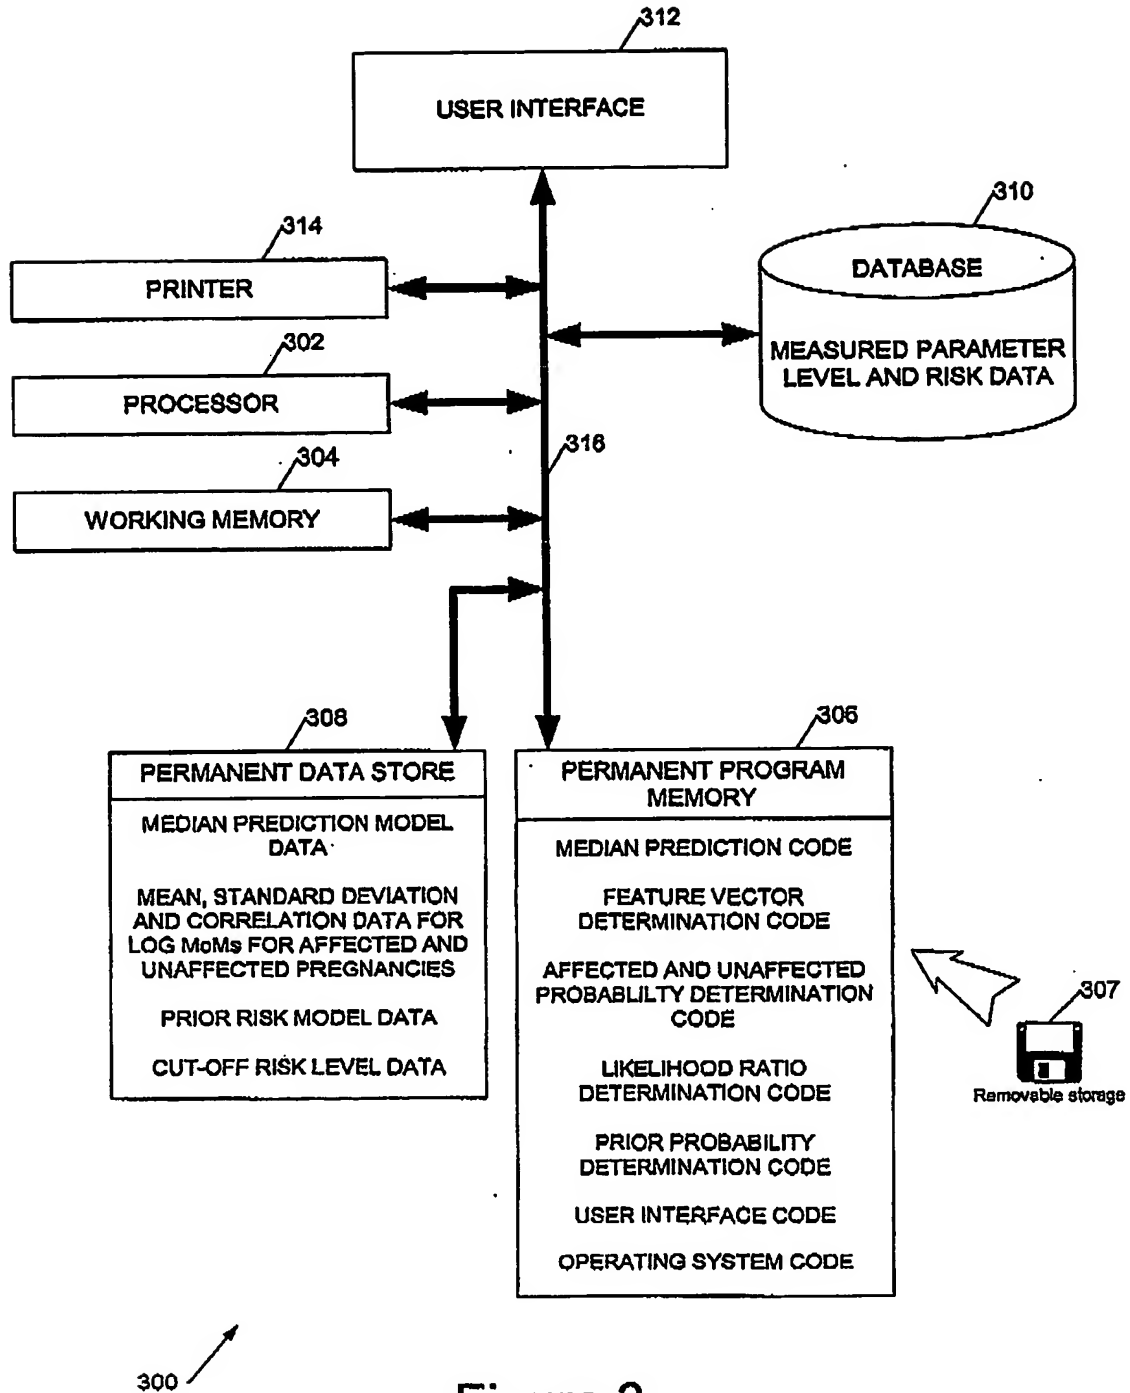 312
USER INTERFACE
314
PRINTER
310
DATABASE
MEASURED PARAMETER
LEVEL AND RISK DATA
302
PROCESSOR
316
304
WORKING MEMORY
308
PERMANENT DATA STORE
MEDIAN PREDICTION MODEL
DATA
MEAN, STANDARD DEVIATION
AND CORRELATION DATA FOR
LOG MoMs FOR AFFECTED AND
UNAFFECTED PREGNANCIES
PRIOR RISK MODEL DATA
CUT-OFF RISK LEVEL DATA
306
PERMANENT PROGRAM
MEMORY
MEDIAN PREDICTION CODE
FEATURE VECTOR
DETERMINATION CODE
AFFECTED AND UNAFFECTED
PROBABLILTY DETERMINATION
CODE
LIKELIHOOD RATIO
DETERMINATION CODE
PRIOR PROBABILITY
DETERMINATION CODE
USER INTERFACE CODE
OPERATING SYSTEM CODE
307
Removable storage
300